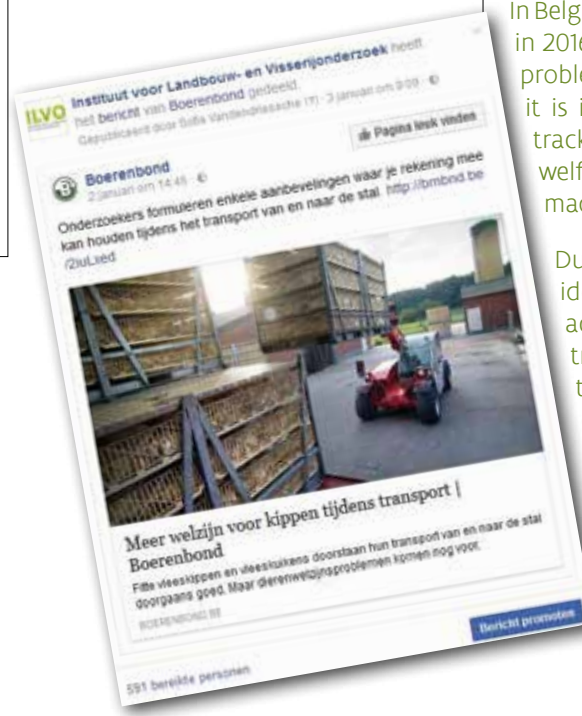 ILVO
Instituut voor Landbouw- en Visserijonderzoek heeft
het bericht van Boerenbond gedeeld.
Gepubliceerd door Sofie Vandendriessche · 3 januari om 9:09 ·
Pagina leuk vinden
Boerenbond
2 januari om 14:45 ·
Onderzoekers formuleren enkele aanbevelingen waar je rekening mee
kan houden tijdens het transport van en naar de stal. http://bmbnd.be
/2iuLxed
Meer welzijn voor kippen tijdens transport |
Boerenbond
Fitte vleeskippen en vleeskuikens doorstaan hun transport van en naar de stal
doorgaans goed. Maar dierenwelzijnsproblemen komen nog voor.
BOERENBOND.BE
Bericht promoten
591 bereikte personen
In Belg
in 2016
proble
it is i
track
welf
mac
Du
id
ac
tr
t